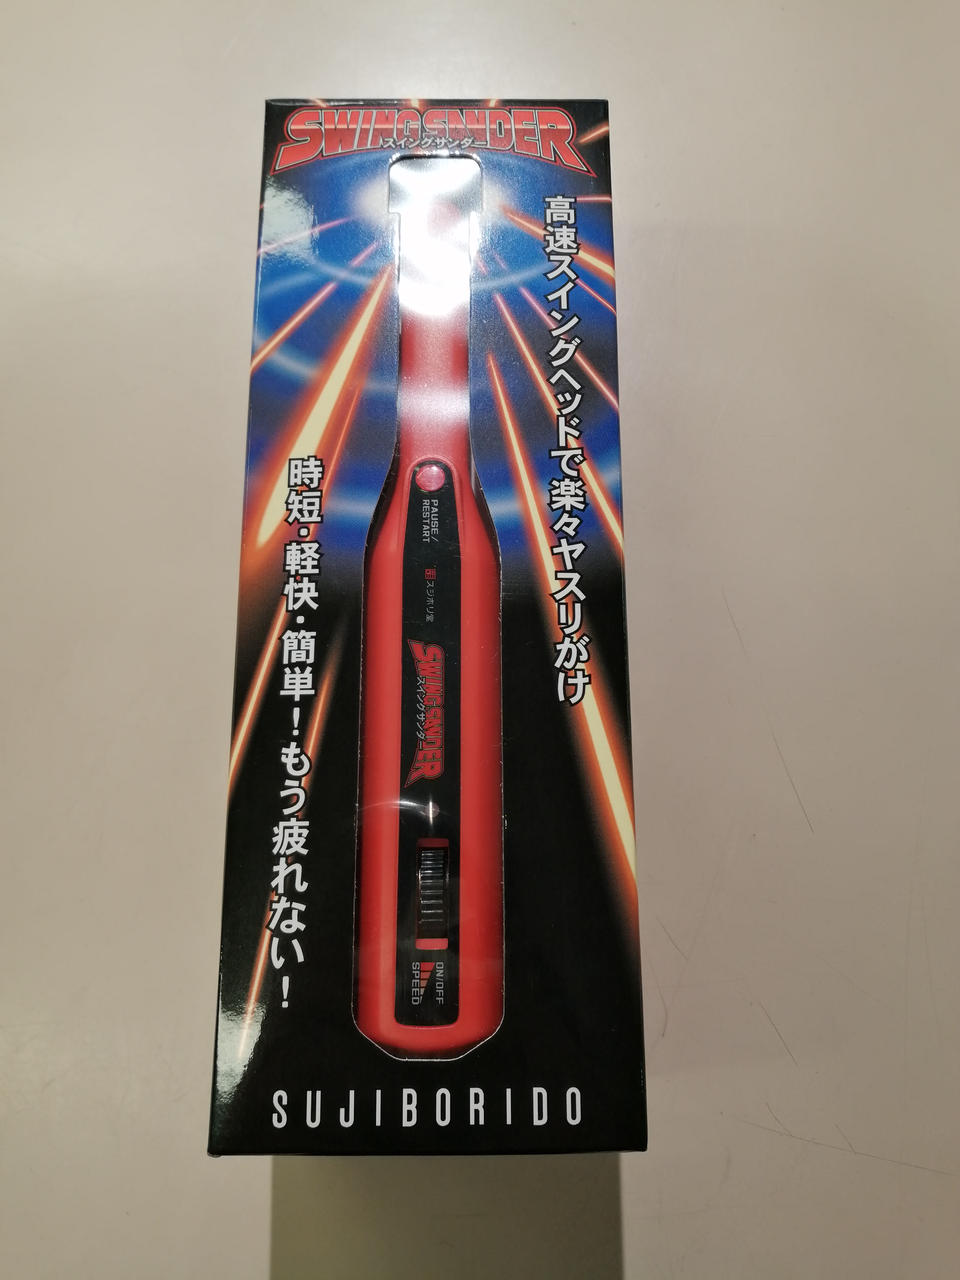 SWING SANDER
スイングサンダー
高速スイングヘッドで楽々ヤスリがけ
時短・軽快・簡単!もう疲れない!
PAUSE/
RESTART
スジボリ堂
SWING SANDER
スイングサンダー
ON/OFF
SPEED
SUJIBORIDO